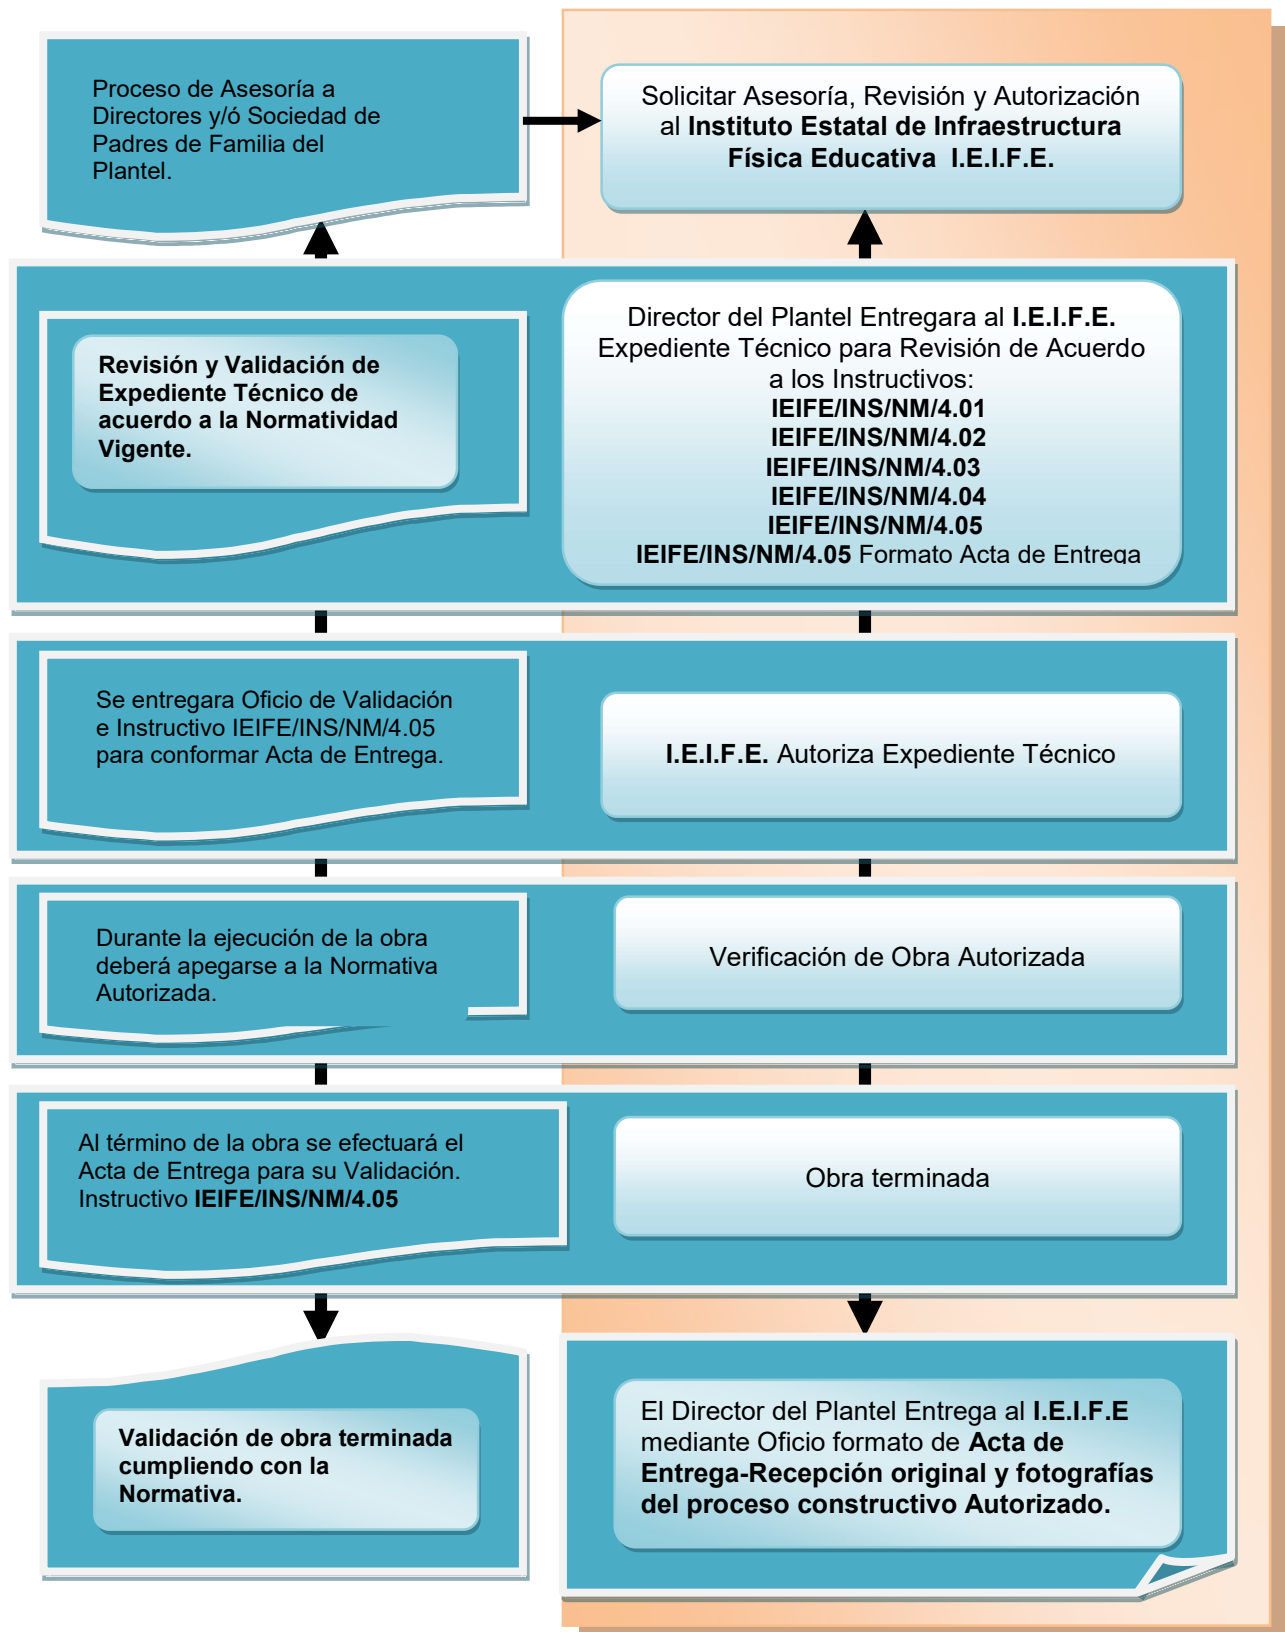 Proceso de Asesoría a
Directores y/ó Sociedad de
Padres de Familia del
Plantel.
Solicitar Asesoría, Revisión y Autorización
al Instituto Estatal de Infraestructura
Física Educativa I.E.I.F.E.
Revisión y Validación de
Expediente Técnico de
acuerdo a la Normatividad
Vigente.
Director del Plantel Entregara al I.E.I.F.E.
Expediente Técnico para Revisión de Acuerdo
a los Instructivos:
IEIFE/INS/NM/4.01
IEIFE/INS/NM/4.02
IEIFE/INS/NM/4.03
IEIFE/INS/NM/4.04
IEIFE/INS/NM/4.05
IEIFE/INS/NM/4.05 Formato Acta de Entrega
Se entregara Oficio de Validación
e Instructivo IEIFE/INS/NM/4.05
para conformar Acta de Entrega.
I.E.I.F.E. Autoriza Expediente Técnico
Durante la ejecución de la obra
deberá apegarse a la Normativa
Autorizada.
Verificación de Obra Autorizada
Al término de la obra se efectuará el
Acta de Entrega para su Validación.
Instructivo IEIFE/INS/NM/4.05
Obra terminada
Validación de obra terminada
cumpliendo con la
Normativa.
El Director del Plantel Entrega al I.E.I.F.E
mediante Oficio formato de Acta de
Entrega-Recepción original y fotografías
del proceso constructivo Autorizado.